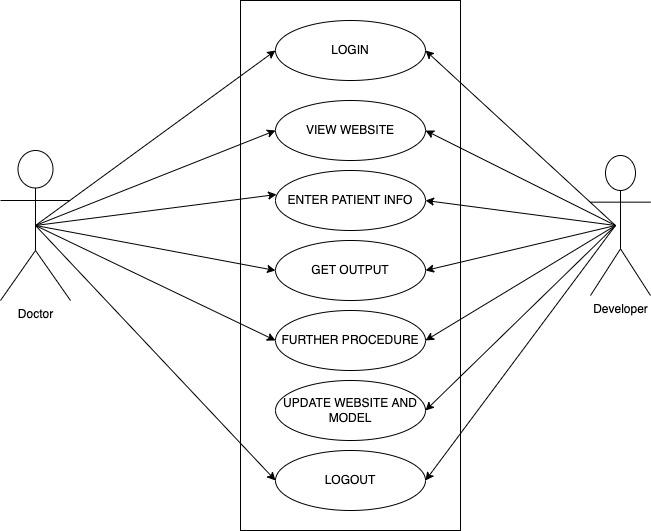 LOGIN
VIEW WEBSITE
ENTER PATIENT INFO
GET OUTPUT
FURTHER PROCEDURE
UPDATE WEBSITE AND
MODEL
LOGOUT
Doctor
Developer